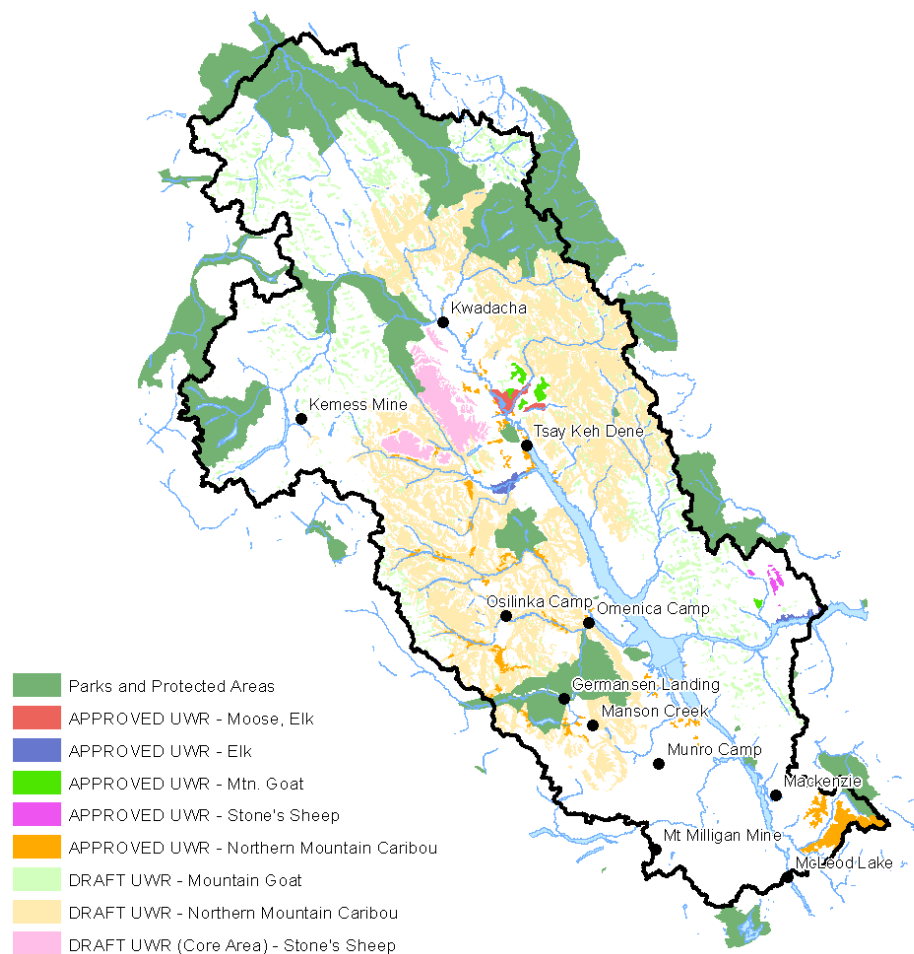 Kwadacha
Kemess Mine
Tsay Keh Dene
Osilinka Camp
Omenica Camp
Germansen Landing
Manson Creek
Munro Camp
Mackenzie
Mt Milligan Mine
McLeod Lake
Parks and Protected Areas
APPROVED UWR - Moose, Elk
APPROVED UWR - Elk
APPROVED UWR - Mtn. Goat
APPROVED UWR - Stone's Sheep
APPROVED UWR - Northern Mountain Caribou
DRAFT UWR - Mountain Goat
DRAFT UWR - Northern Mountain Caribou
DRAFT UWR (Core Area) - Stone's Sheep